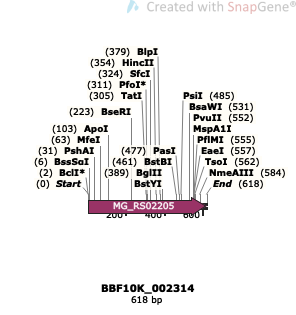 Created with SnapGene®
(379) BlpI
(354) HincII
(324) SfcI
(311) PfoI*
(305) TatI
(223) BseRI
(103) ApoI
(63) MfeI
(31) PshAI
(6) BssSαI
(2) BclI*
(0) Start
(477) PasI
(461) BstBI
(389) BglII
BstYI
PsiI (485)
BsaWI (531)
PvuII (552)
MspA1I
PflMI (555)
EaeI (557)
TsoI (562)
NmeAIII (584)
End (618)
MG_RS02205
200
400
600
BBF10K_002314
618 bp